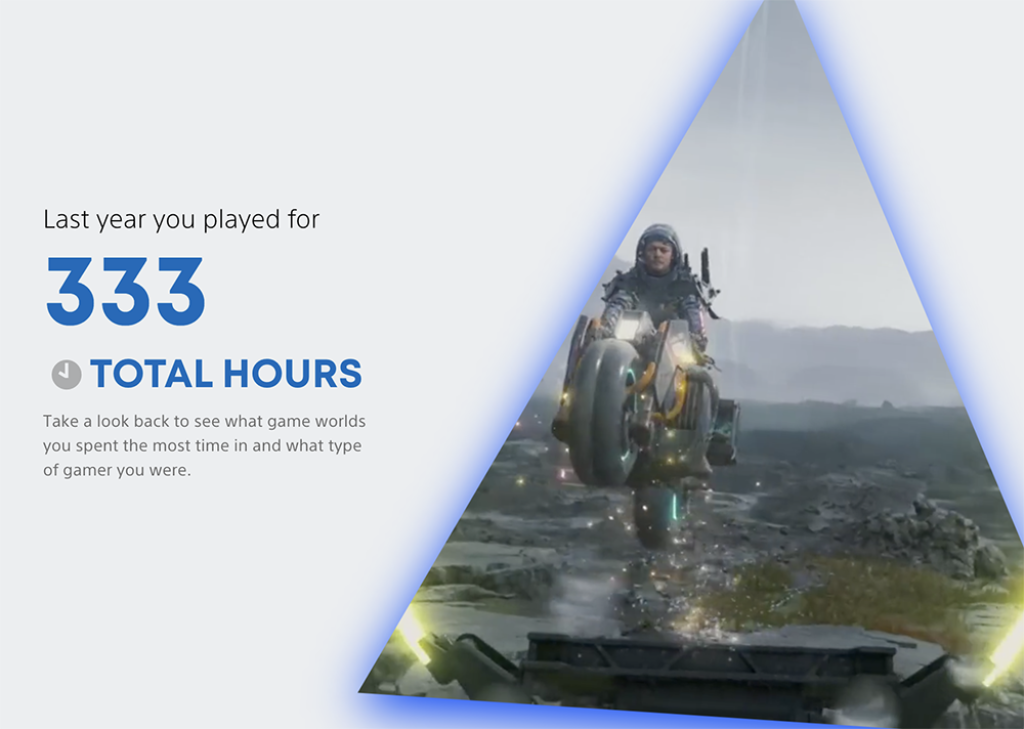 Last year you played for
333
TOTAL HOURS
Take a look back to see what game worlds
you spent the most time in and what type
of gamer you were.